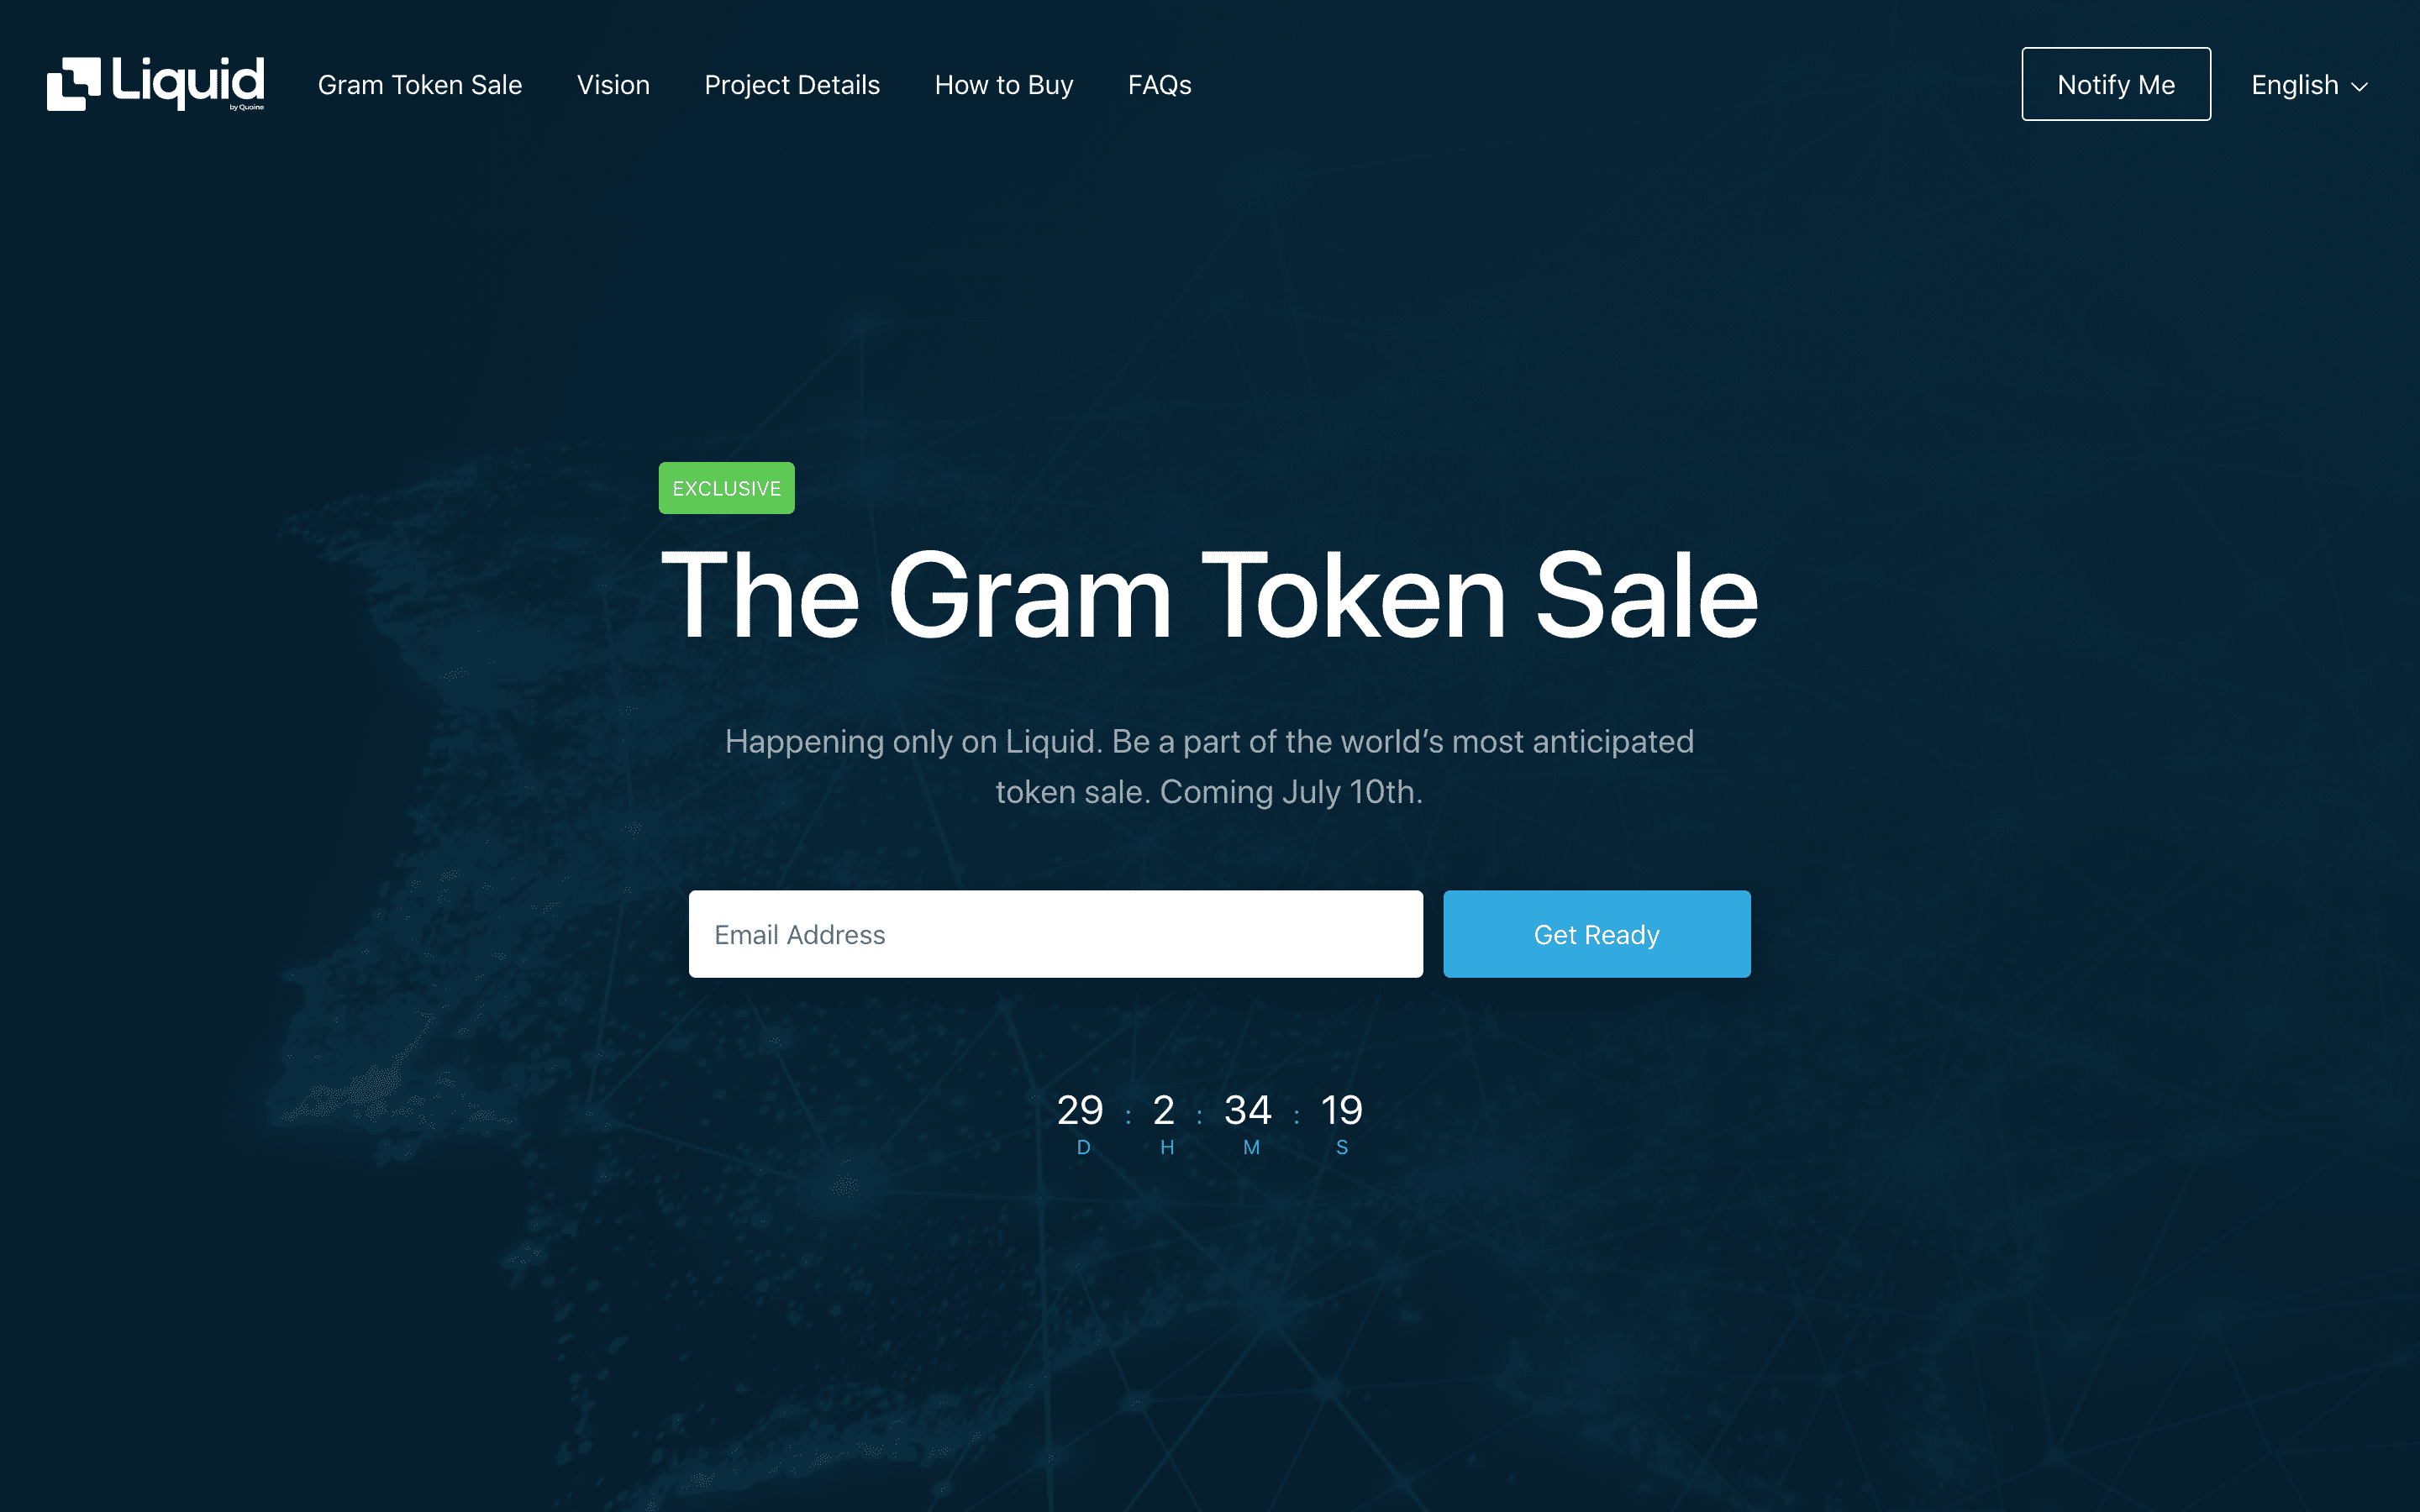 Liquid
by Quoine
Gram Token Sale
Vision
Project Details
How to Buy
FAQs
Notify Me
English
EXCLUSIVE
The Gram Token Sale
Happening only on Liquid. Be a part of the world’s most anticipated
token sale. Coming July 10th.
Email Address
Get Ready
29 : 2 : 34 : 19
D H M S